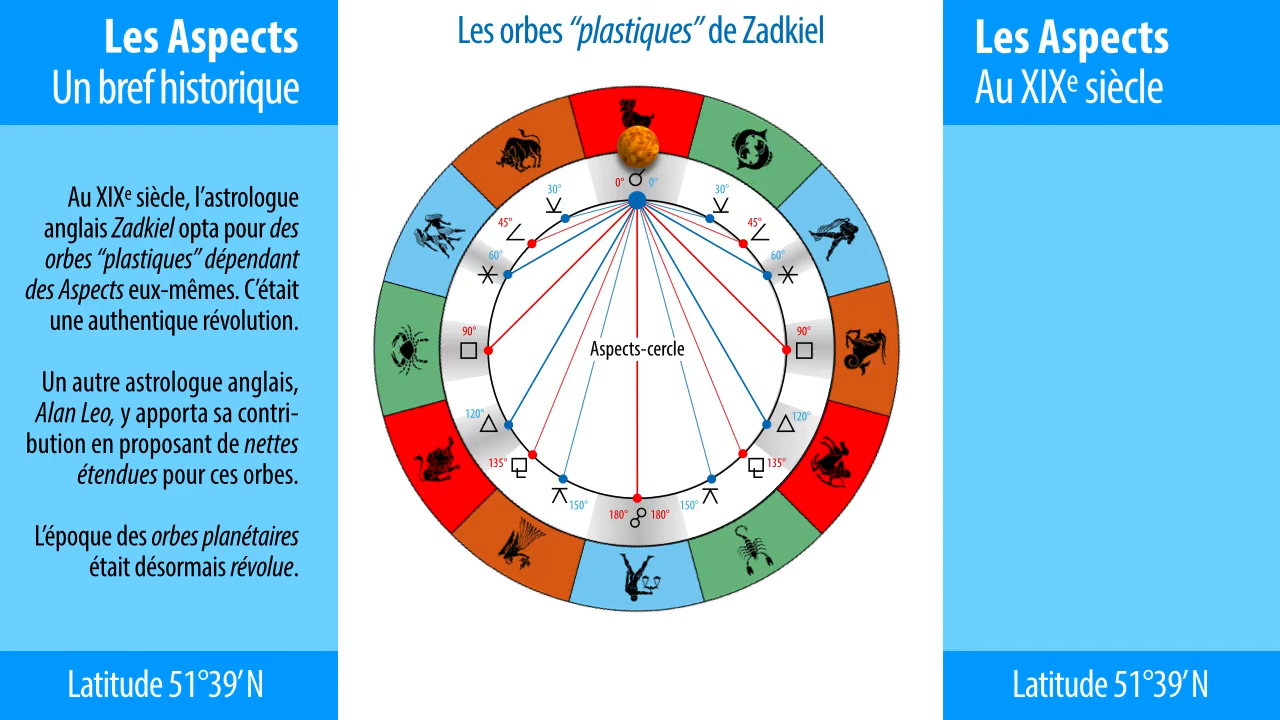 Les Aspects
Un bref historique
Au XIXe siècle, l’astrologue
anglais Zadkiel opta pour des
orbes “plastiques” dépendant
des Aspects eux-mêmes. C’était
une authentique révolution.
Un autre astrologue anglais,
Alan Leo, y apporta sa contri-
bution en proposant de nettes
étendues pour ces orbes.
L’époque des orbes planétaires
était désormais révolue.
Latitude 51°39’ N
Les orbes “plastiques” de Zadkiel
0° 0°
30° 30°
45° 45°
60° 60°
90° 90°
Aspects-cercle
120° 120°
135° 135°
150° 150°
180° 180°
Les Aspects
Au XIXe siècle
Latitude 51°39’ N